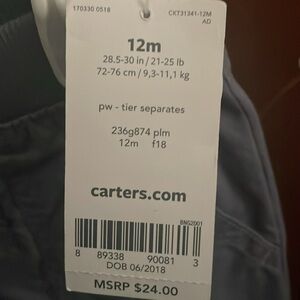 170330 0518 CK731341-12M
AD
12m
28.5-30 in / 21-25 lb
72-76 cm / 9,3-11,1 kg
pw - tier separates
236g874 plm
12m f18
carters.com
BNG2001
8 89338 90081 3
DOB 06/2018
MSRP $24.00